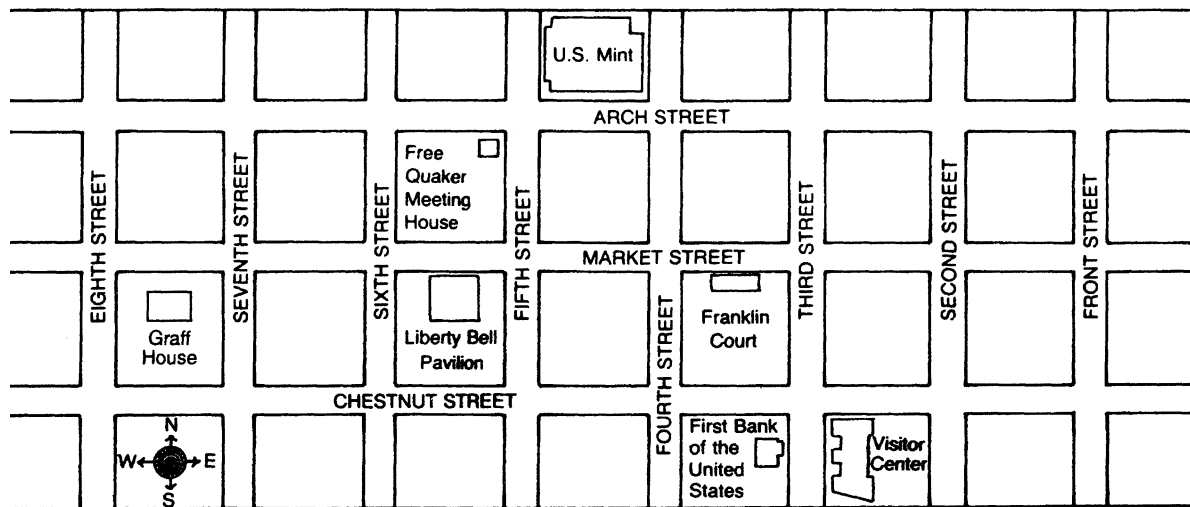 U.S. Mint
ARCH STREET
Free
Quaker
Meeting
House
EIGHTH STREET
SEVENTH STREET
SIXTH STREET
FIFTH STREET
THIRD STREET
SECOND STREET
FRONT STREET
MARKET STREET
Graff
House
Liberty Bell
Pavilion
FOURTH STREET
Franklin
Court
CHESTNUT STREET
N
W
E
S
First Bank
of the
United
States
Visitor
Center